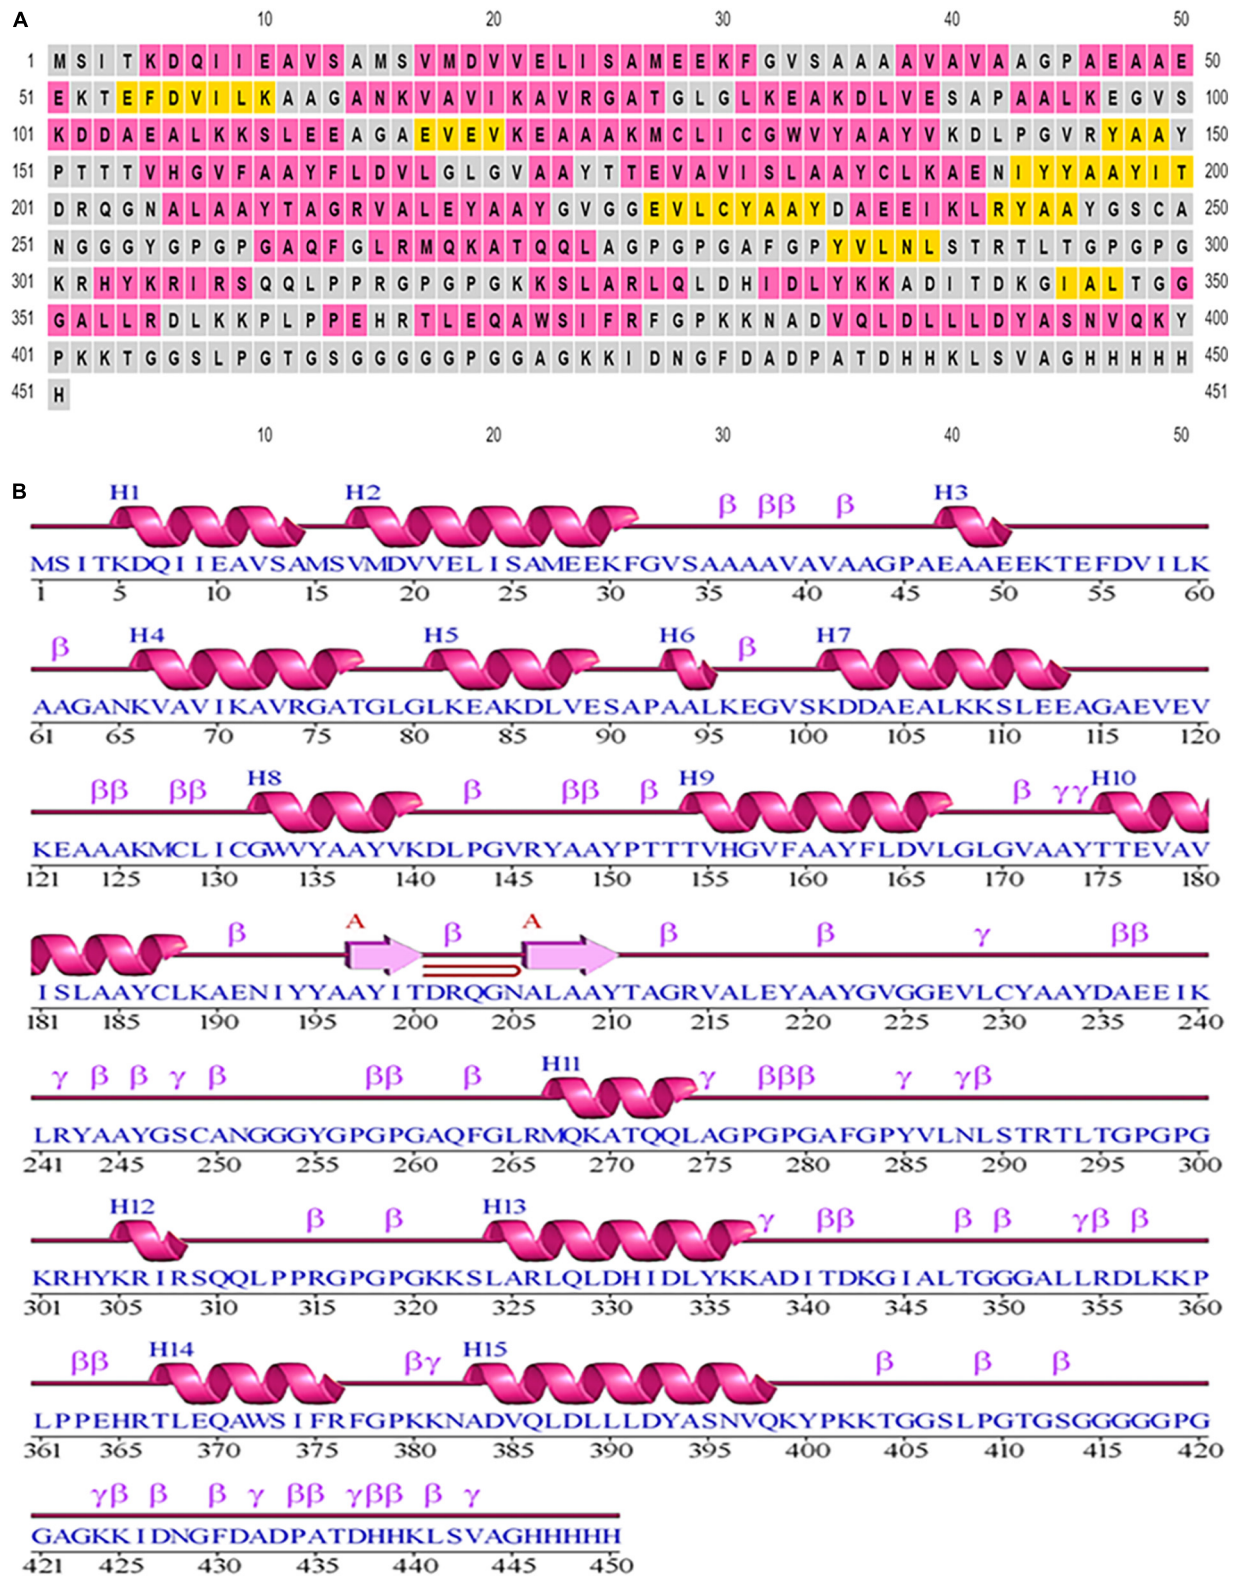 A
10 20 30 40 50
1 M S I T K D Q I I E A V S A M S V M D V V E L I S A M E E K F G V S A A A A V A V A A G P A E A A E 50
51 E K T E F D V I L K A A G A N K V A V I K A V R G A T G L G L K E A K D L V E S A P A A L K E G V S 100
101 K D D A E A L K K S L E E A G A E V E V K E A A A K M C L I C G W V Y A A Y V K D L P G V R Y A A Y 150
151 P T T T V H G V F A A Y F L D V L G L G V A A Y T T E V A V I S L A A Y C L K A E N I Y Y A A Y I T 200
201 D R Q G N A L A A Y T A G R V A L E Y A A Y G V G G E V L C Y A A Y D A E E I K L R Y A A Y G S C A 250
251 N G G G Y G P G P G A Q F G L R M Q K A T Q Q L A G P G P G A F G P Y V L N L S T R T L T G P G P G 300
301 K R H Y K R I R S Q Q L P P R G P G P G K K S L A R L Q L D H I D L Y K K A D I T D K G I A L T G G 350
351 G A L L R D L K K P L P P E H R T L E Q A W S I F R F G P K K N A D V Q L D L L L D Y A S N V Q K Y 400
401 P K K T G G S L P G T G S G G G G G P G G A G K K I D N G F D A D P A T D H H K L S V A G H H H H H 450
451 H 451
10 20 30 40 50
B
H1 H2 β ββ β H3
MSITKDQIIEAVSAMSVMDVVELISAMEEKFGVSAAAAVAVAAGPAEAAEEKTEFDVILK
1 5 10 15 20 25 30 35 40 45 50 55 60
β H4 H5 H6 β H7
AAGANKVAVIKAVRGATGLGLKEAKDLVESAPAALKEGVSKDDAEALKKSLEEAGAEVEV
61 65 70 75 80 85 90 95 100 105 110 115 120
ββ ββ H8 β ββ β H9 β γγ H10
KEAAAKMCLICGWVYAAYVKDLPGVRYAAYPTTTVHGVFAAYFLDVLGLGVAAYTTEVAV
121 125 130 135 140 145 150 155 160 165 170 175 180
β A β A β β γ ββ
ISLAAYCLKAENIYYAAYITDRQGNALAAYTAGRVALEYAAYGVGGEVLCYAAYDAEEIK
181 185 190 195 200 205 210 215 220 225 230 235 240
γ β β γ β ββ β H11 γ βββ γ γβ
LRYAAYGSCANGGGYGPGPGAQFGLRMQKATQQLAGPGPGAFGPYVLNLSTRTLTGPGPG
241 245 250 255 260 265 270 275 280 285 290 295 300
H12 β β H13 γ ββ β β γβ β
KRHYKRIRSQQLPPRGPGPGKKSLARLQLDHIDLYKKADITDKGIALTGGGALLRDLKKP
301 305 310 315 320 325 330 335 340 345 350 355 360
ββ H14 βγ H15 β β β
LPPEHRTLEQAWSIFRFGPKKNADVQLDLLLDYASNVQKYPKKTGGSLPGTGSGGGGGPG
361 365 370 375 380 385 390 395 400 405 410 415 420
γβ β β γ ββ γββ β γ
GAGKKIDNGFDADPATDHHKLSVAGHHHHH
421 425 430 435 440 445 450